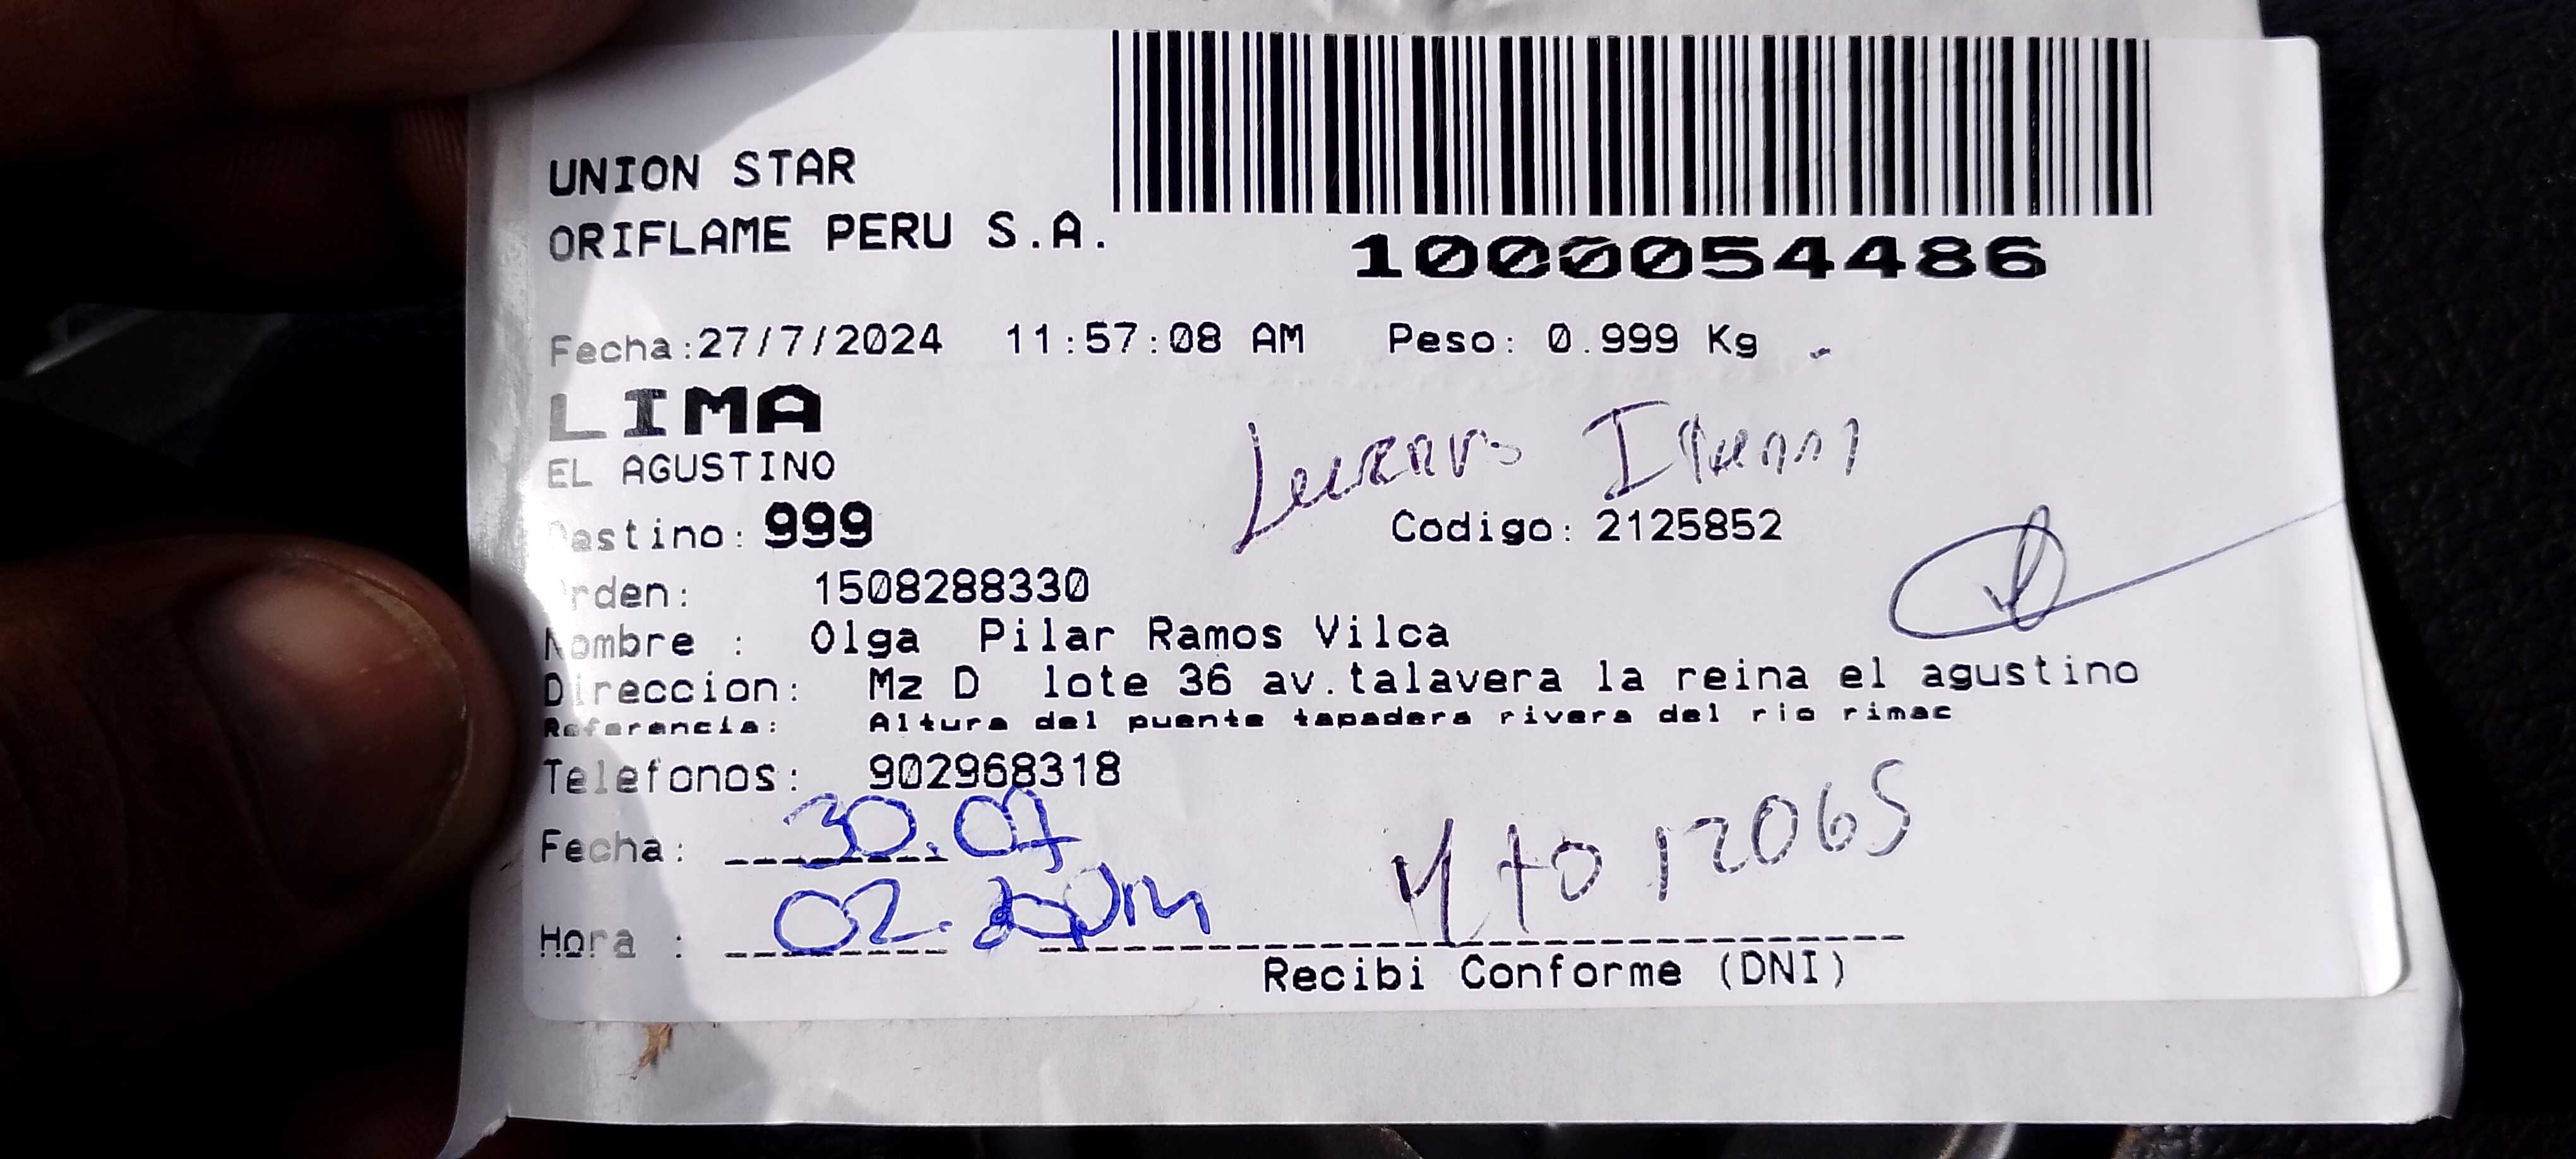 UNION STAR
ORIFLAME PERU S.A.
1000054486
Fecha:27/7/2024 11:57:08 AM Peso: 0.999 Kg
LIMA
EL AGUSTINO
Destino: 999 Codigo: 2125852
Orden: 1508288330
Nombre : Olga Pilar Ramos Vilca
Direccion: Mz D lote 36 av.talavera la reina el agustino
Referencia: Altura del puente tapadera rivera del rio rimac
Telefonos: 902968318
Fecha: 30.07
Hora : 02.
Recibi Conforme (DNI)